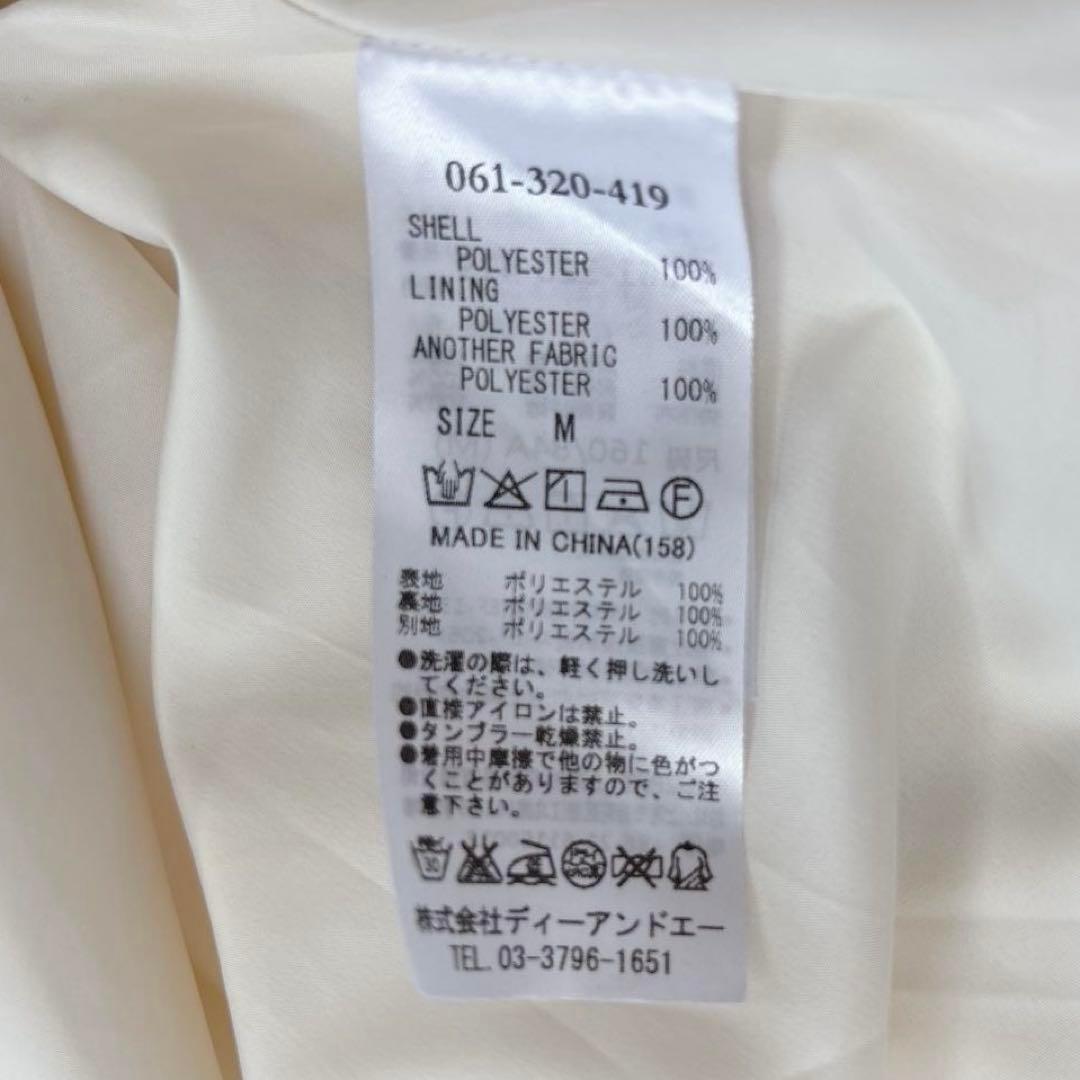 061-320-419
SHELL
POLYESTER 100%
LINING
POLYESTER 100%
ANOTHER FABRIC
POLYESTER 100%
SIZE M
F
MADE IN CHINA(158)
表地 ポリエステル 100%
裏地 ポリエステル 100%
別地 ポリエステル 100%
●洗濯の際は、軽く押し洗いし
てください。
●直接アイロンは禁止。
●タンブラー乾燥禁止。
●着用中摩擦で他の物に色がつ
くことがありますので、ご注
意下さい。
30
株式会社ディーアンドエー
TEL. 03-3796-1651